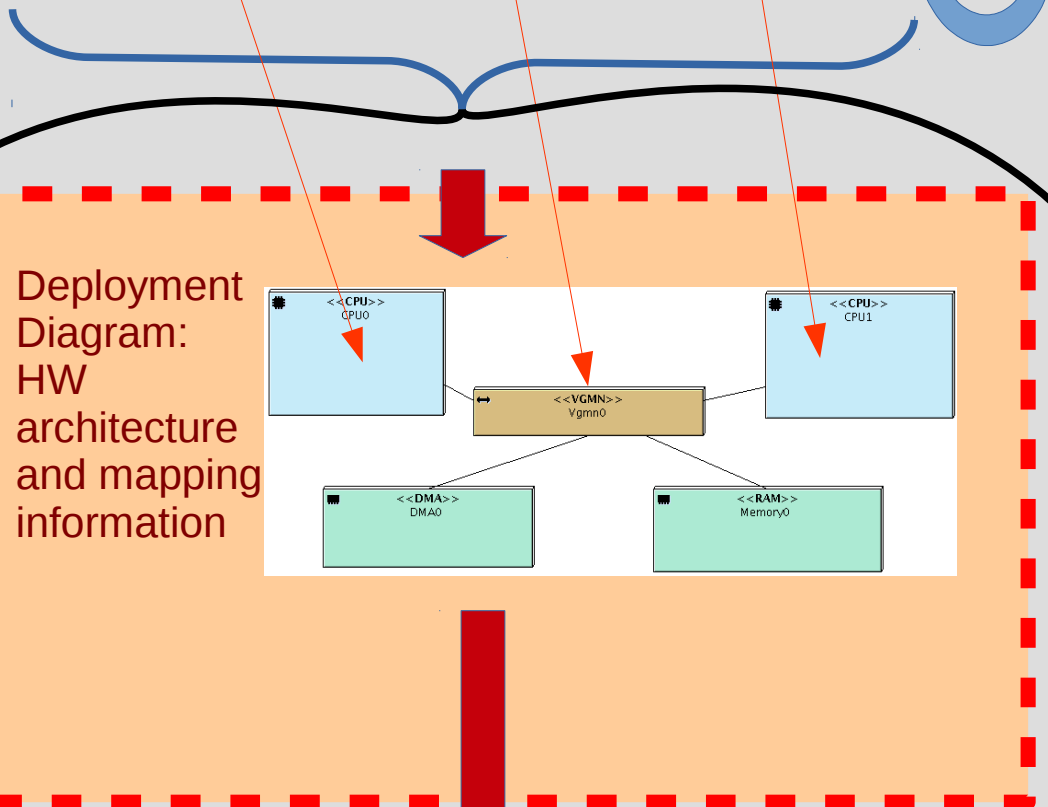 Deployment
Diagram:
HW
architecture
and mapping
information
<<CPU>>
CPU0
<<CPU>>
CPU1
<<VGMN>>
Vgmn0
<<DMA>>
DMA0
<<RAM>>
Memory0